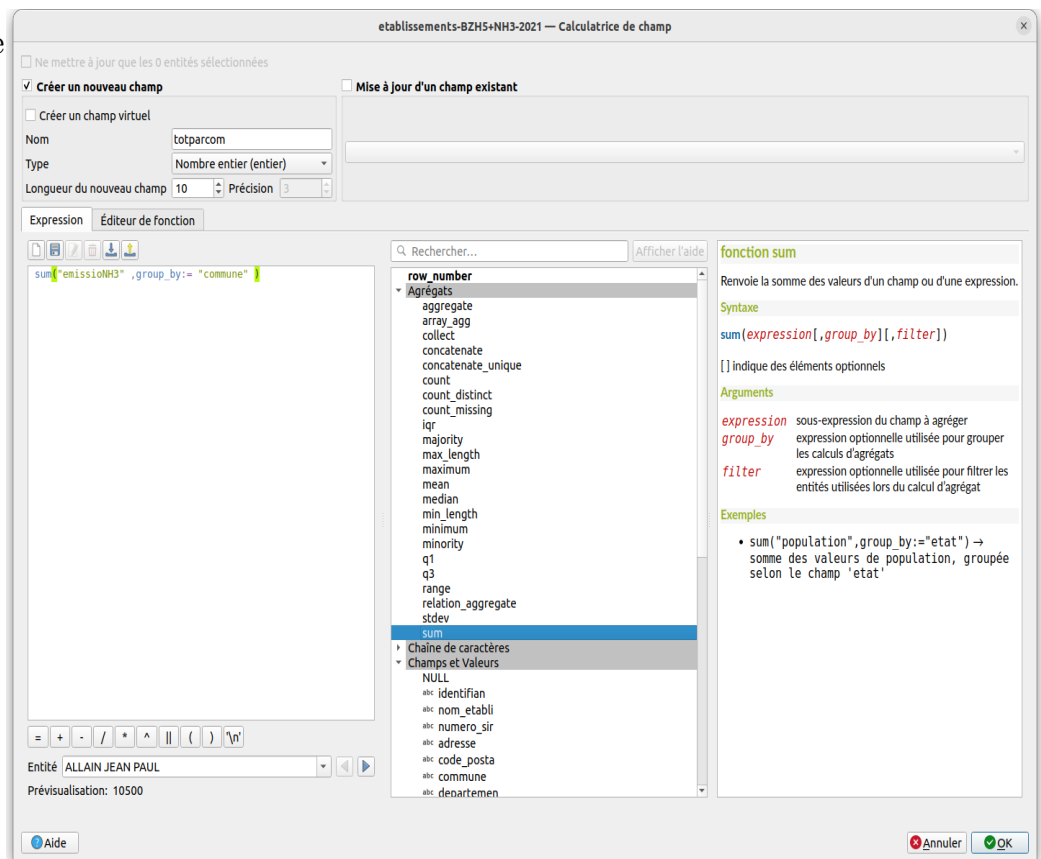 e
etablissements-BZH5+NH3-2021 — Calculatrice de champ
Ne mettre à jour que les 0 entités sélectionnées
Créer un nouveau champ
Mise à jour d'un champ existant
Créer un champ virtuel
Nom totparcom
Type Nombre entier (entier)
Longueur du nouveau champ 10 Précision 3
Expression Éditeur de fonction
sum("emissioNH3" ,group_by:= "commune" )
= + - / * ^ || ( ) '\n'
Entité ALLAIN JEAN PAUL
Prévisualisation: 10500
Rechercher... Afficher l'aide
row_number
Agrégats
aggregate
array_agg
collect
concatenate
concatenate_unique
count
count_distinct
count_missing
iqr
majority
max_length
maximum
mean
median
min_length
minimum
minority
q1
q3
range
relation_aggregate
stdev
sum
Chaîne de caractères
Champs et Valeurs
NULL
abc identifian
abc nom_etabli
abc numero_sir
abc adresse
abc code_posta
abc commune
abc departemen
fonction sum
Renvoie la somme des valeurs d'un champ ou d'une expression.
Syntaxe
sum(expression[,group_by][,filter])
[ ] indique des éléments optionnels
Arguments
expression sous-expression du champ à agréger
group_by expression optionnelle utilisée pour grouper
les calculs d'agrégats
filter expression optionnelle utilisée pour filtrer les
entités utilisées lors du calcul d'agrégat
Exemples
• sum("population",group_by:="etat") →
somme des valeurs de population, groupée
selon le champ 'etat'
Aide
Annuler OK